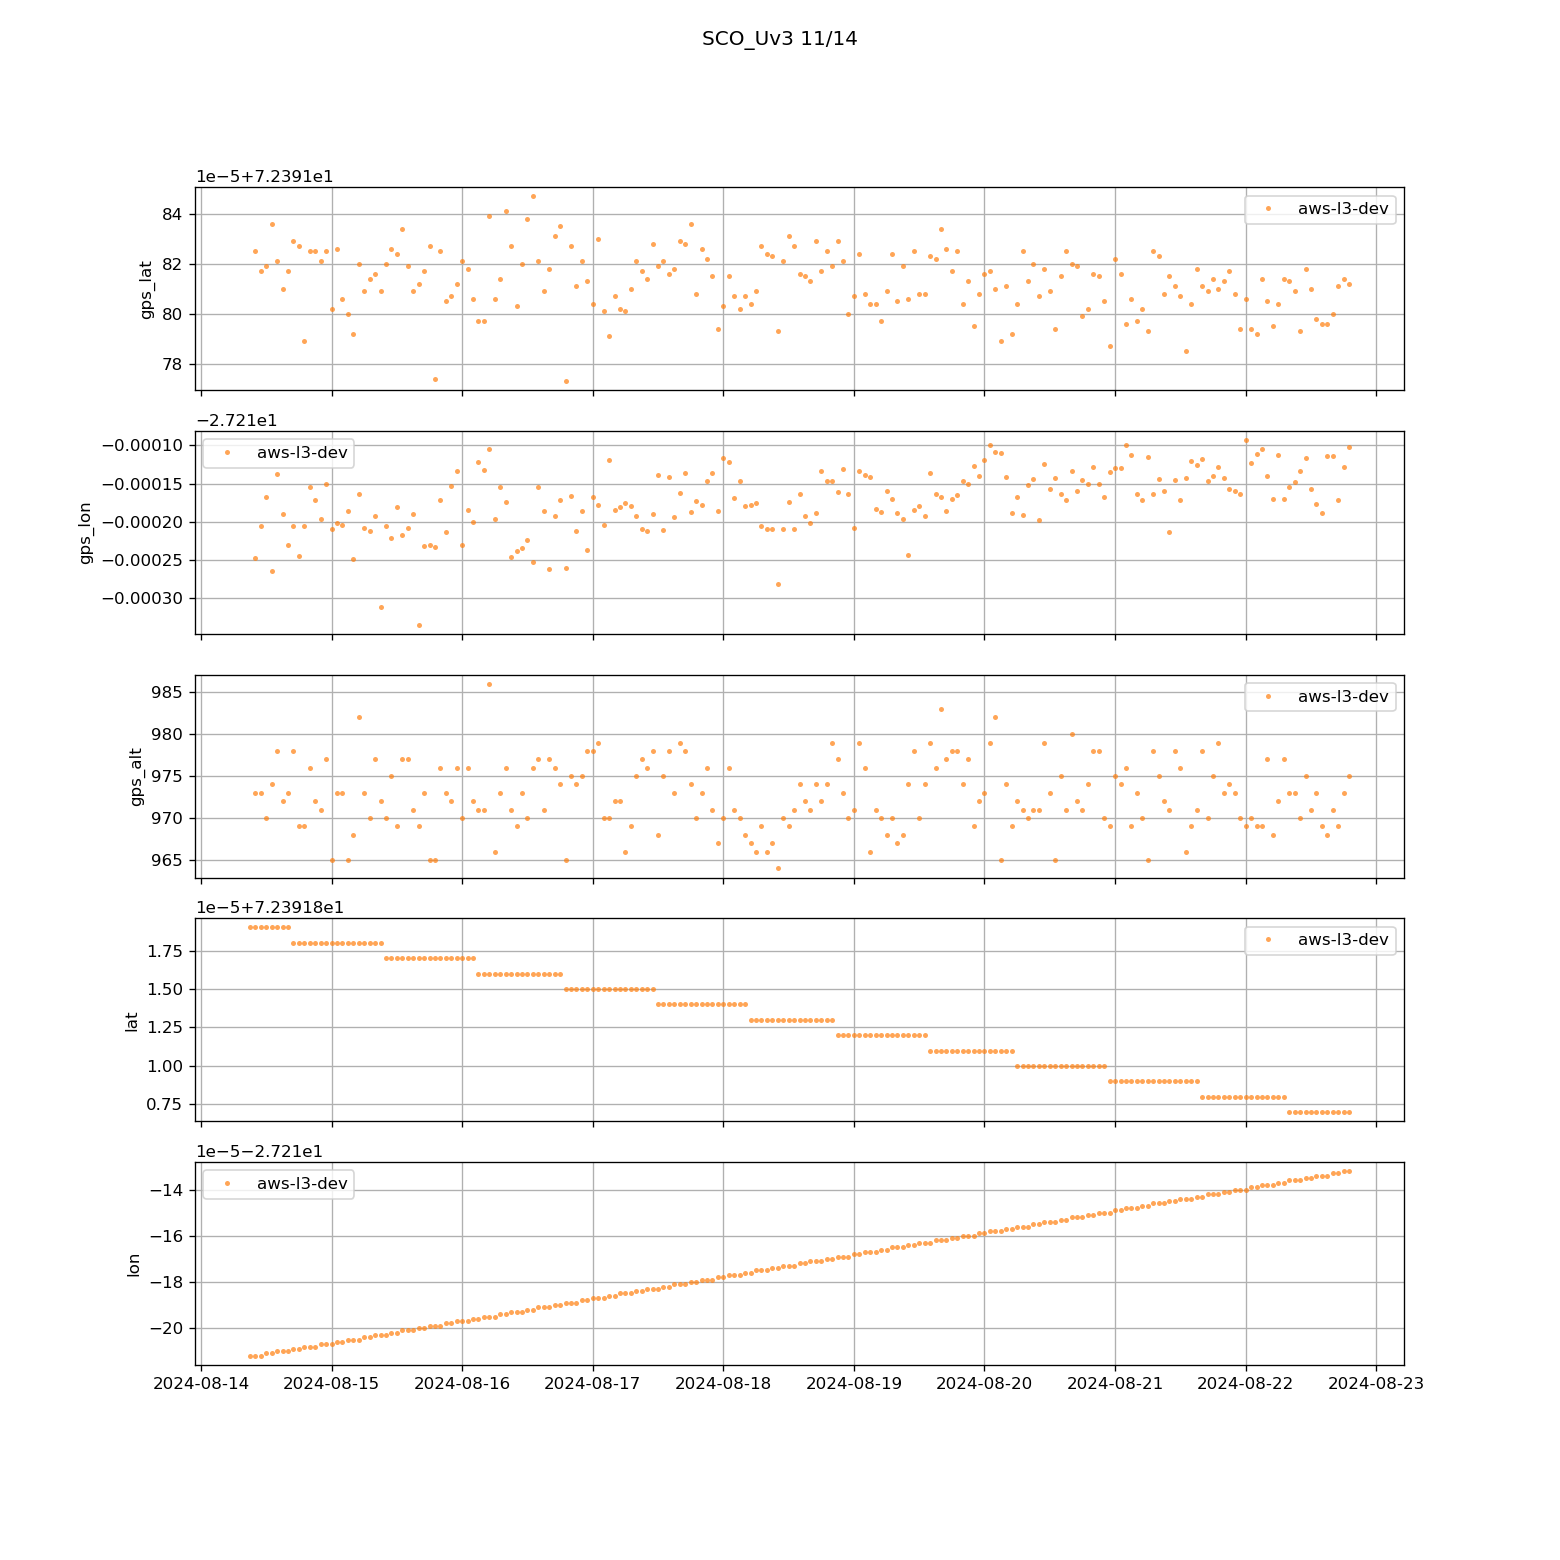 SCO_Uv3 11/14
1e−5+7.2391e1
84
82
80
78
gps_lat
aws-l3-dev
−2.721e1
−0.00010
−0.00015
−0.00020
−0.00025
−0.00030
gps_lon
aws-l3-dev
985
980
975
970
965
gps_alt
aws-l3-dev
1e−5+7.23918e1
1.75
1.50
1.25
1.00
0.75
lat
aws-l3-dev
1e−5−2.721e1
−14
−16
−18
−20
lon
aws-l3-dev
2024-08-14 2024-08-15 2024-08-16 2024-08-17 2024-08-18 2024-08-19 2024-08-20 2024-08-21 2024-08-22 2024-08-23